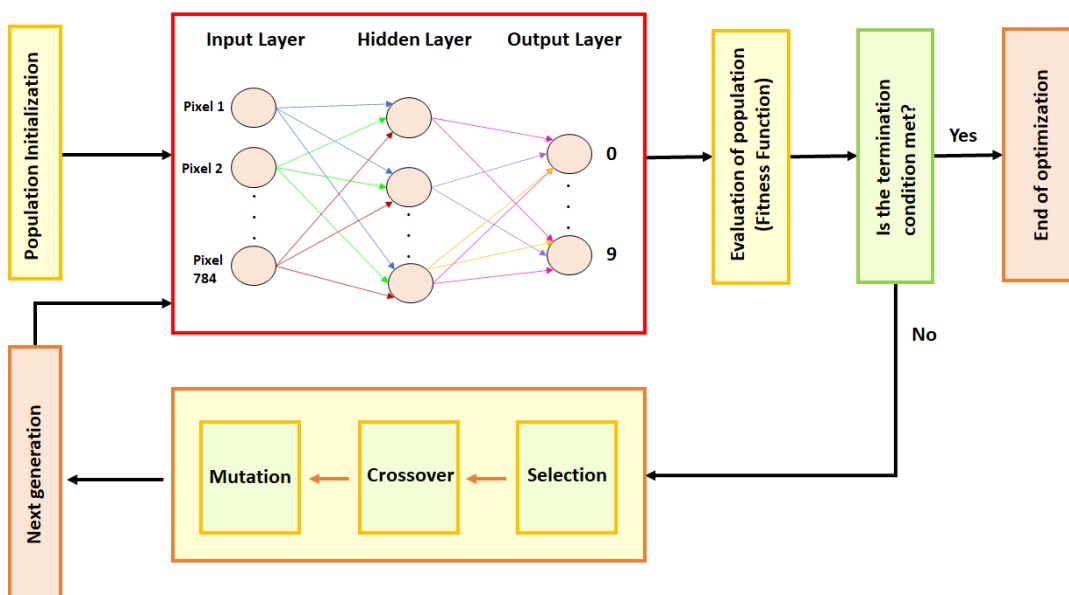 Population Initialization
Input Layer
Hidden Layer
Output Layer
Pixel 1
Pixel 2
Pixel
784
0
9
Evaluation of population
(Fitness Function)
Is the termination
condition met?
Yes
End of optimization
No
Selection
Crossover
Mutation
Next generation